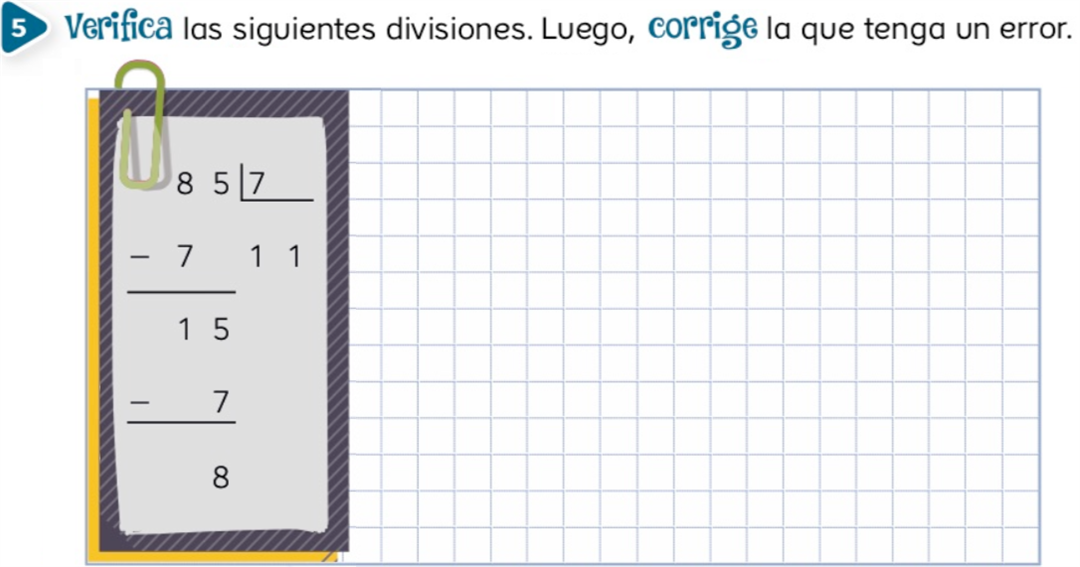 5 Verifica las siguientes divisiones. Luego, corrige la que tenga un error.
8 5 7
- 7 1 1
1 5
- 7
8